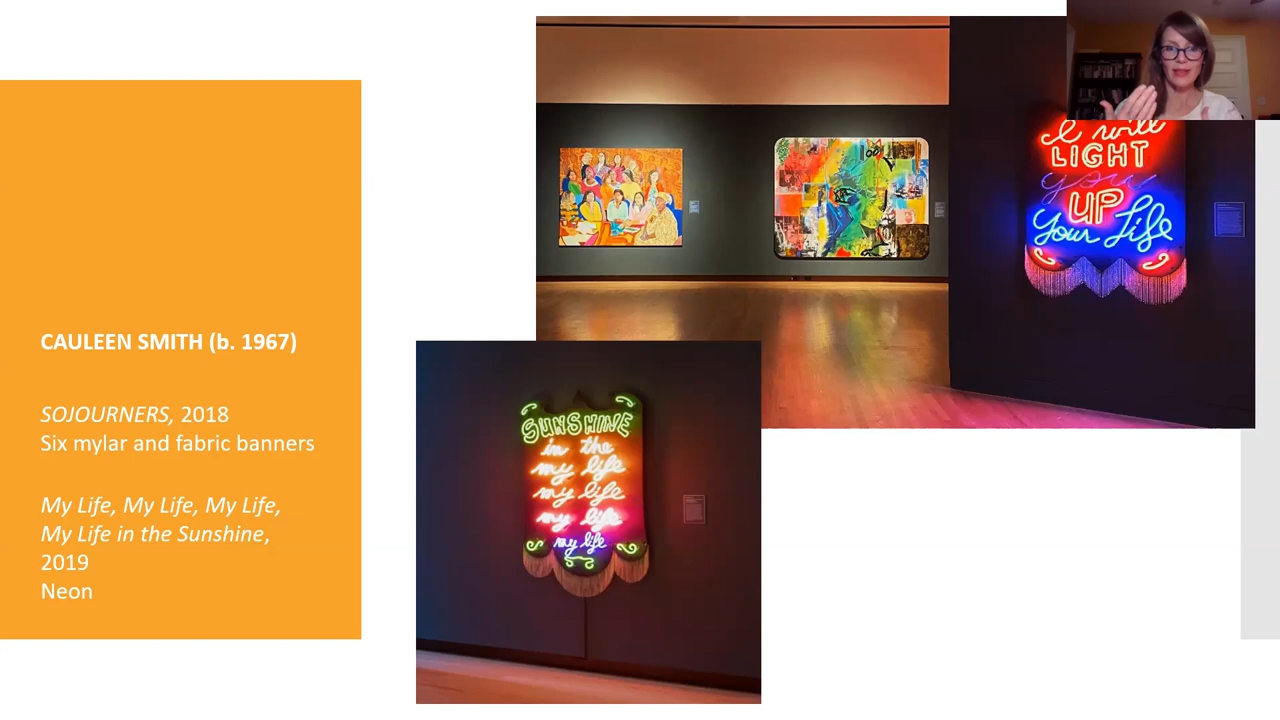 CAULEEN SMITH (b. 1967)
SOJOURNERS, 2018
Six mylar and fabric banners
My Life, My Life, My Life,
My Life in the Sunshine,
2019
Neon
I will
LIGHT
you
UP
Your Life
SUNSHINE
in the
my life
my life
my life
my life